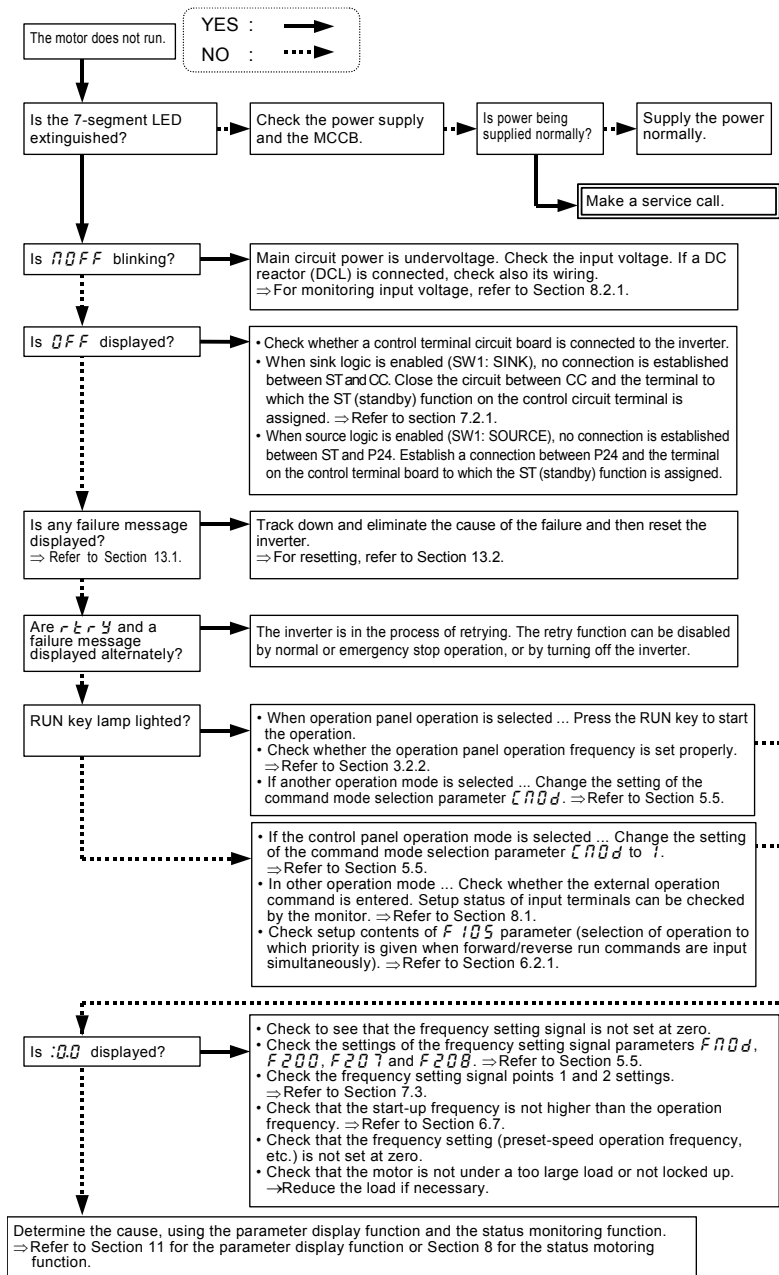 The motor does not run.
YES :
NO :
Is the 7-segment LED
extinguished?
Check the power supply
and the MCCB.
Is power being
supplied normally?
Supply the power
normally.
Make a service call.
Is MOFF blinking?
Main circuit power is undervoltage. Check the input voltage. If a DC
reactor (DCL) is connected, check also its wiring.
⇒ For monitoring input voltage, refer to Section 8.2.1.
Is OFF displayed?
• Check whether a control terminal circuit board is connected to the inverter.
• When sink logic is enabled (SW1: SINK), no connection is established
between ST and CC. Close the circuit between CC and the terminal to
which the ST (standby) function on the control circuit terminal is
assigned. ⇒ Refer to section 7.2.1.
• When source logic is enabled (SW1: SOURCE), no connection is established
between ST and P24. Establish a connection between P24 and the terminal
on the control terminal board to which the ST (standby) function is assigned.
Is any failure message
displayed?
⇒ Refer to Section 13.1.
Track down and eliminate the cause of the failure and then reset the
inverter.
⇒ For resetting, refer to Section 13.2.
Are rtry and a
failure message
displayed alternately?
The inverter is in the process of retrying. The retry function can be disabled
by normal or emergency stop operation, or by turning off the inverter.
RUN key lamp lighted?
• When operation panel operation is selected ... Press the RUN key to start
the operation.
• Check whether the operation panel operation frequency is set properly.
⇒ Refer to Section 3.2.2.
• If another operation mode is selected ... Change the setting of the
command mode selection parameter CMOd. ⇒ Refer to Section 5.5.
• If the control panel operation mode is selected ... Change the setting
of the command mode selection parameter CMOd to 1.
⇒ Refer to Section 5.5.
• In other operation mode ... Check whether the external operation
command is entered. Setup status of input terminals can be checked
by the monitor. ⇒ Refer to Section 8.1.
• Check setup contents of F105 parameter (selection of operation to
which priority is given when forward/reverse run commands are input
simultaneously). ⇒ Refer to Section 6.2.1.
Is :0.0 displayed?
• Check to see that the frequency setting signal is not set at zero.
• Check the settings of the frequency setting signal parameters FMOd,
F200, F207 and F208. ⇒ Refer to Section 5.5.
• Check the frequency setting signal points 1 and 2 settings.
⇒ Refer to Section 7.3.
• Check that the start-up frequency is not higher than the operation
frequency. ⇒ Refer to Section 6.7.
• Check that the frequency setting (preset-speed operation frequency,
etc.) is not set at zero.
• Check that the motor is not under a too large load or not locked up.
→Reduce the load if necessary.
Determine the cause, using the parameter display function and the status monitoring function.
⇒ Refer to Section 11 for the parameter display function or Section 8 for the status motoring
function.